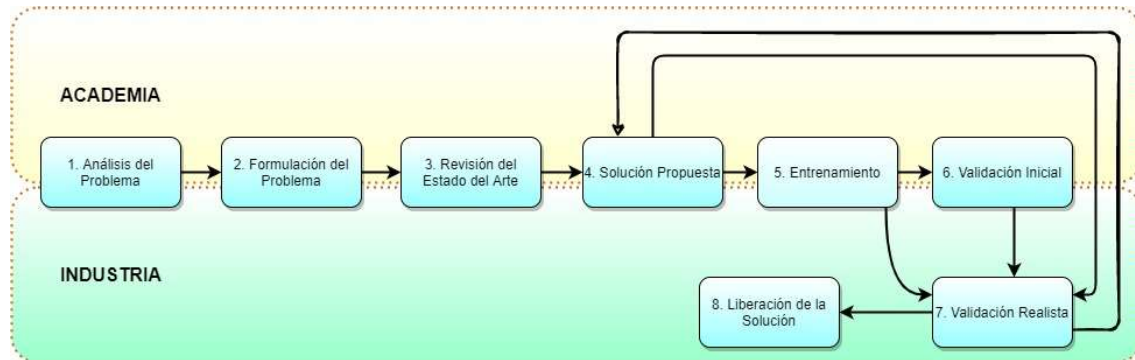 ACADEMIA
1. Análisis del
Problema
2. Formulación del
Problema
3. Revisión del
Estado del Arte
4. Solución Propuesta
5. Entrenamiento
6. Validación Inicial
INDUSTRIA
8. Liberación de la
Solución
7. Validación Realista